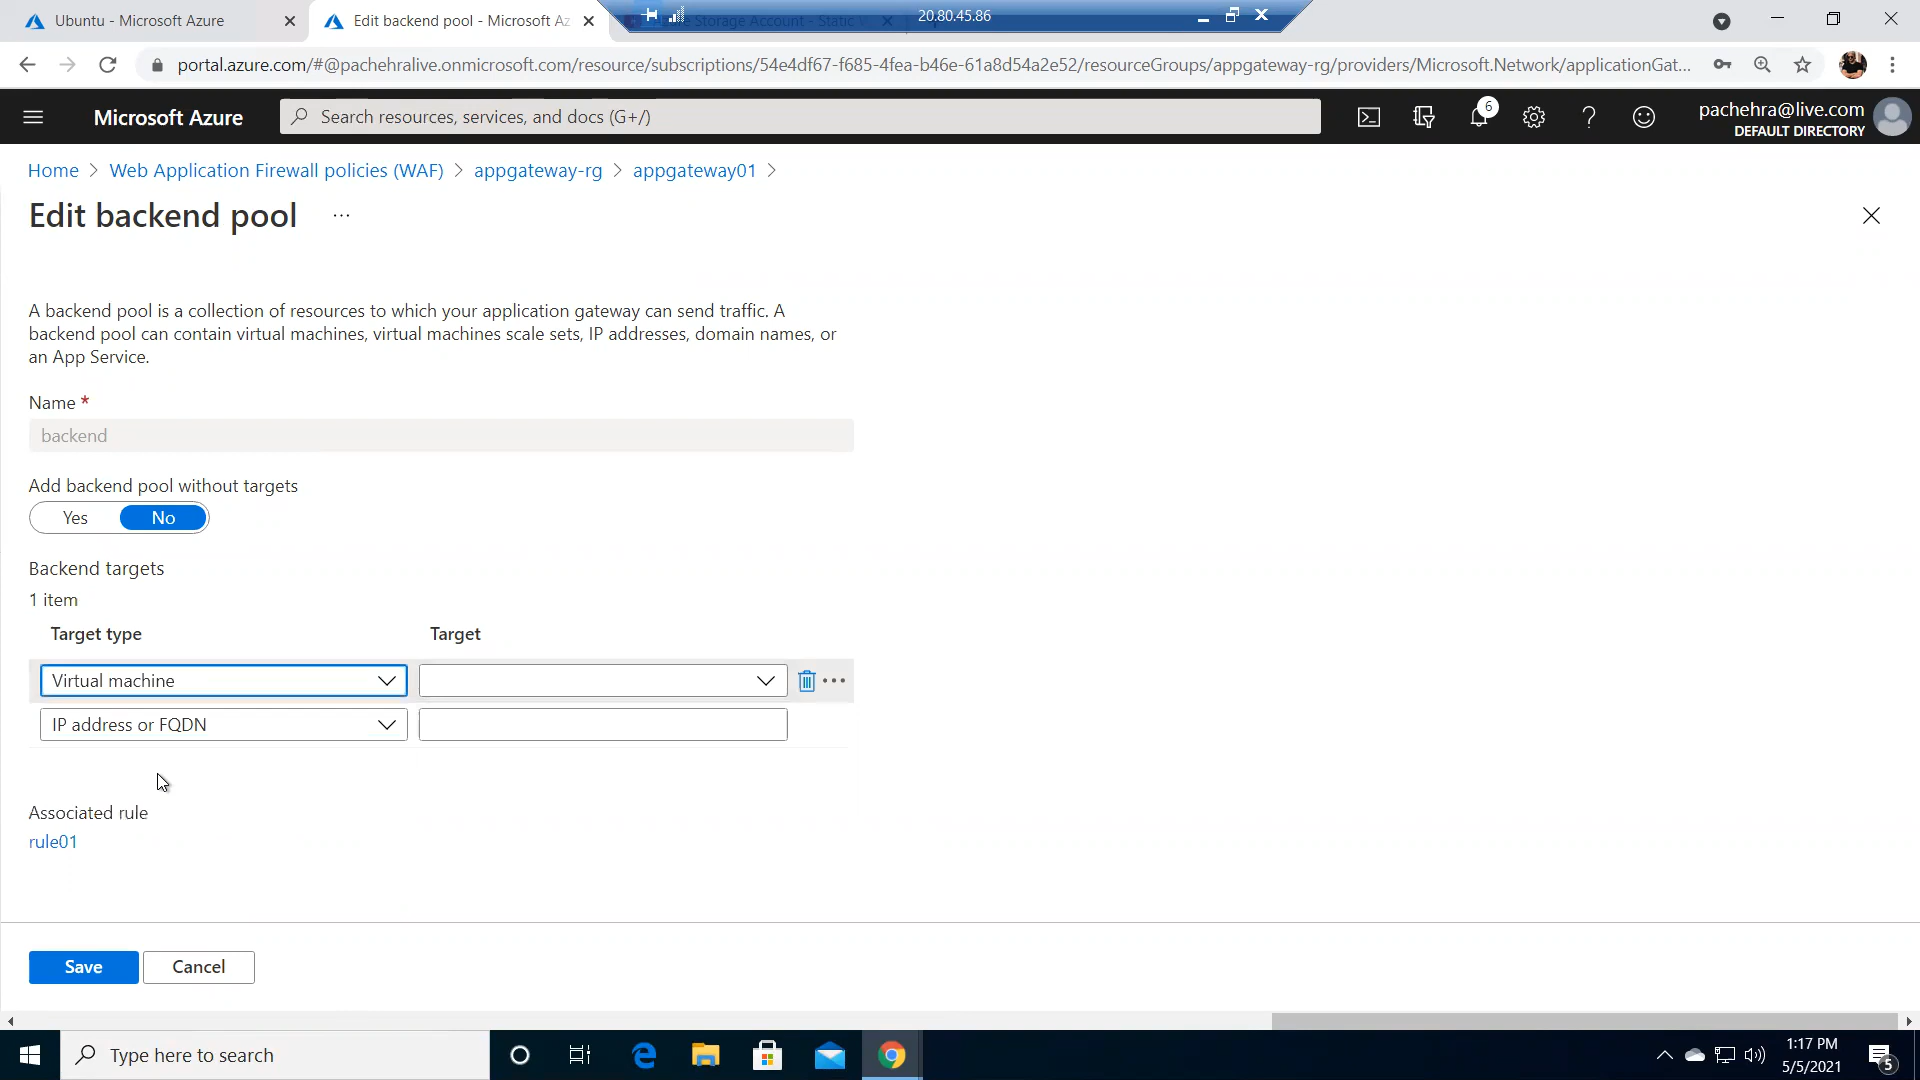 Ubuntu - Microsoft Azure
Edit backend pool - Microsoft Az
20.80.45.86
Storage Account - Static
portal.azure.com/#@pachehralive.onmicrosoft.com/resource/subscriptions/54e4df67-f685-4fea-b46e-61a8d54a2e52/resourceGroups/appgateway-rg/providers/Microsoft.Network/applicationGat...
Microsoft Azure
Search resources, services, and docs (G+/)
6
pachehra@live.com
DEFAULT DIRECTORY
Home > Web Application Firewall policies (WAF) > appgateway-rg > appgateway01 >
Edit backend pool ...
A backend pool is a collection of resources to which your application gateway can send traffic. A
backend pool can contain virtual machines, virtual machines scale sets, IP addresses, domain names, or
an App Service.
Name *
backend
Add backend pool without targets
Yes No
Backend targets
1 item
Target type Target
Virtual machine
IP address or FQDN
Associated rule
rule01
Save Cancel
Type here to search
1:17 PM
5/5/2021
5